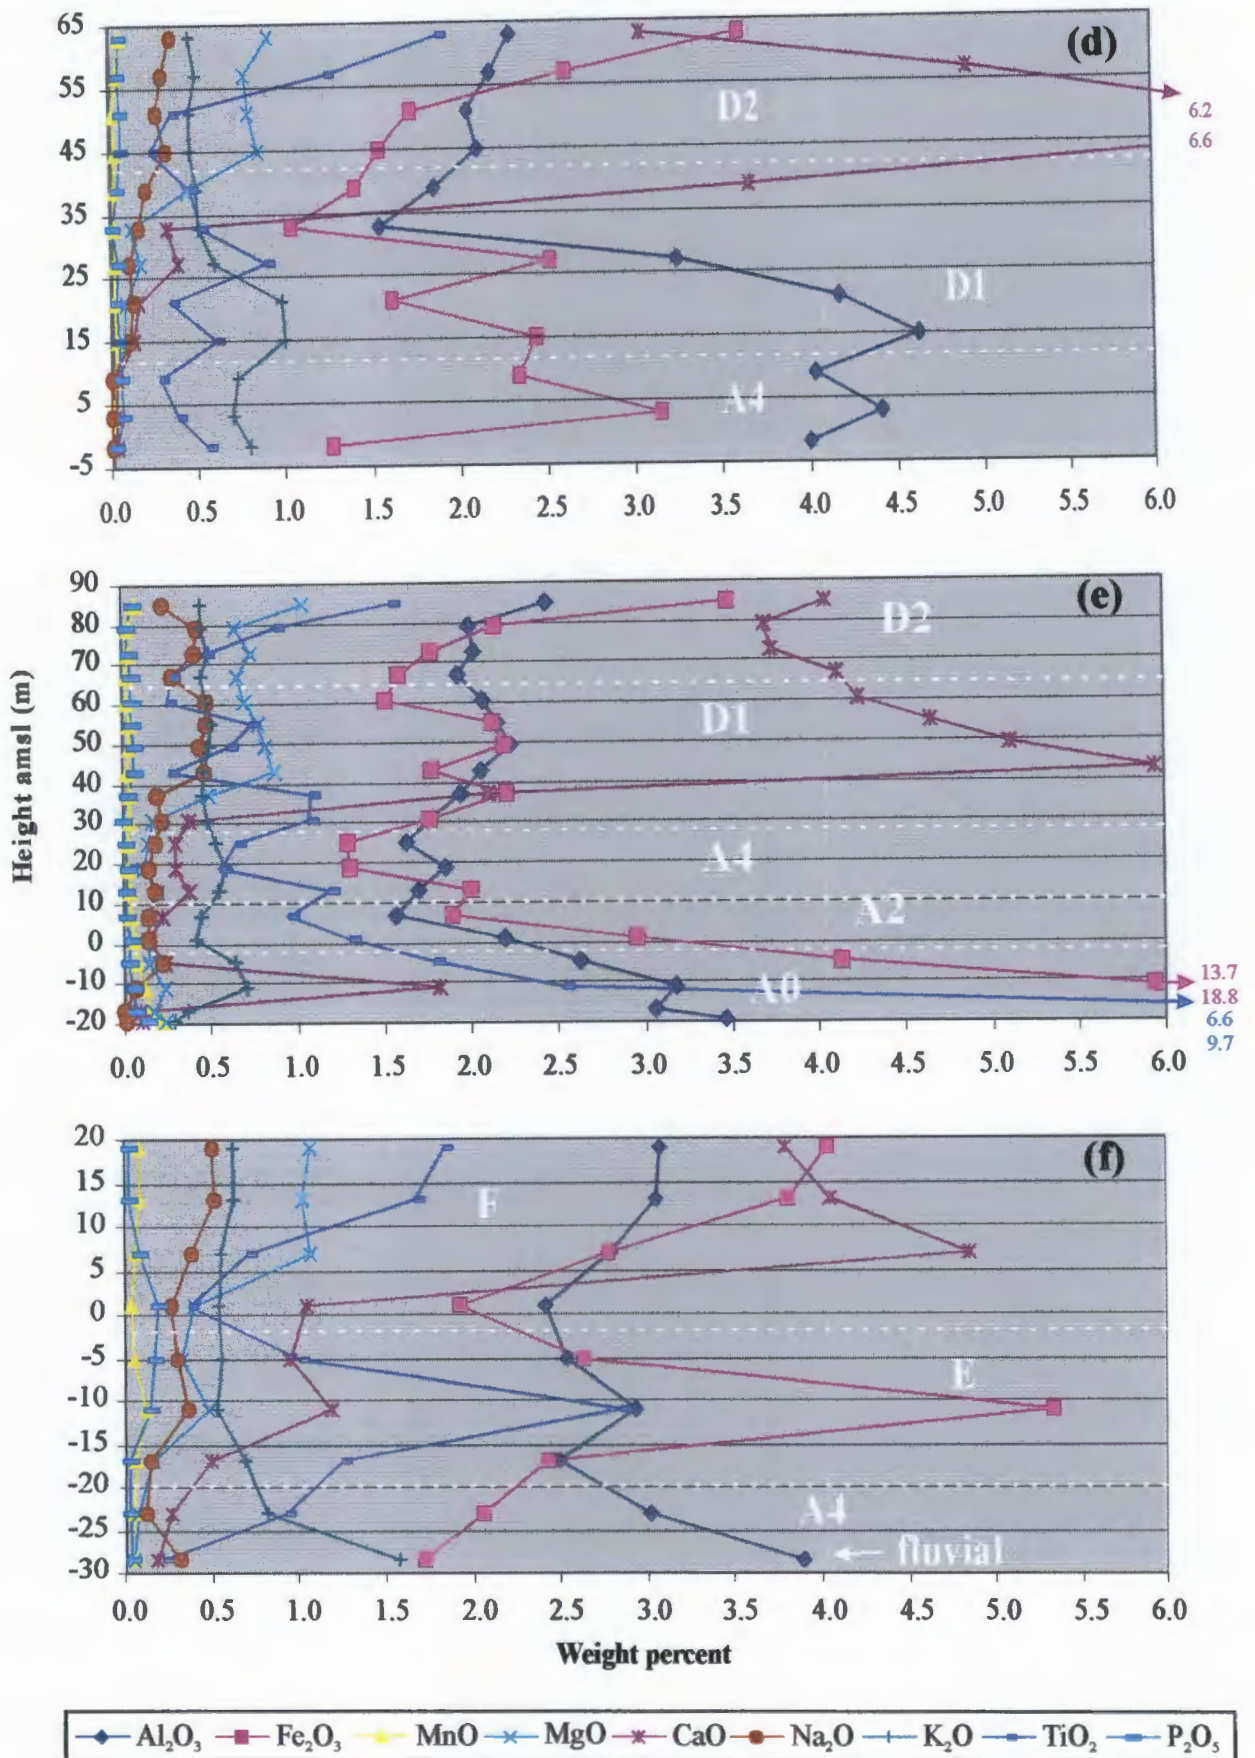 65
55
45
35
25
15
5
-5
(d)
D2
D1
A4
6.2
6.6
0.0 0.5 1.0 1.5 2.0 2.5 3.0 3.5 4.0 4.5 5.0 5.5 6.0
Height amsl (m)
90
80
70
60
50
40
30
20
10
0
-10
-20
(e)
D2
D1
A4
A2
A0
13.7
18.8
6.6
9.7
0.0 0.5 1.0 1.5 2.0 2.5 3.0 3.5 4.0 4.5 5.0 5.5 6.0
20
15
10
5
0
-5
-10
-15
-20
-25
-30
(f)
F
E
A4
← fluvial
0.0 0.5 1.0 1.5 2.0 2.5 3.0 3.5 4.0 4.5 5.0 5.5 6.0
Weight percent
Al₂O₃ Fe₂O₃ MnO MgO CaO Na₂O K₂O TiO₂ P₂O₅